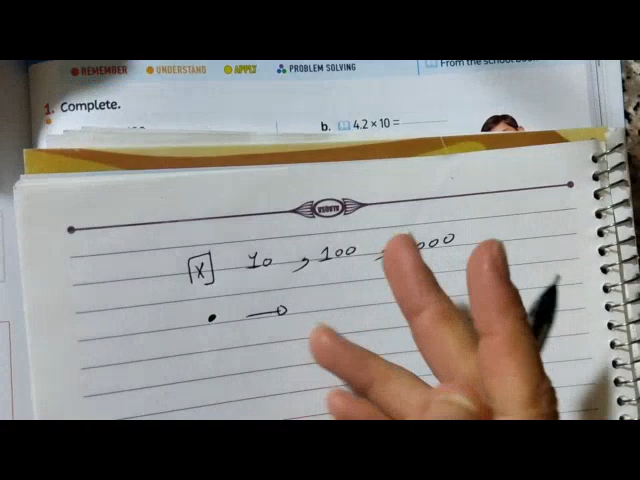 REMEMBER UNDERSTAND APPLY PROBLEM SOLVING
From the school book
1. Complete.
b. 4.2 × 10 =
x 10 , 100 ,
• →